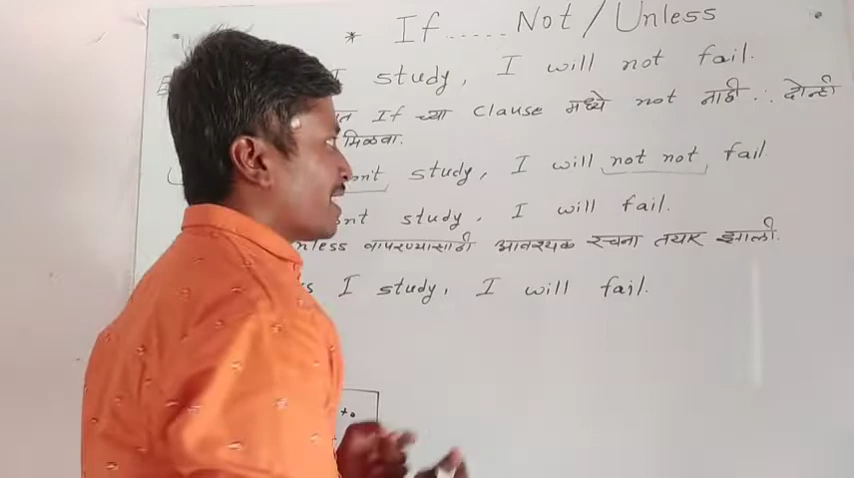 * If ...... Not / Unless
I study, I will not fail.
If च्या Clause मध्ये not नाही ∴ दोन्ही
मिळवा.
study, I will not not fail
study, I will fail.
वापरण्यासाठी आवश्यक रचना तयार झाली.
I study, I will fail.